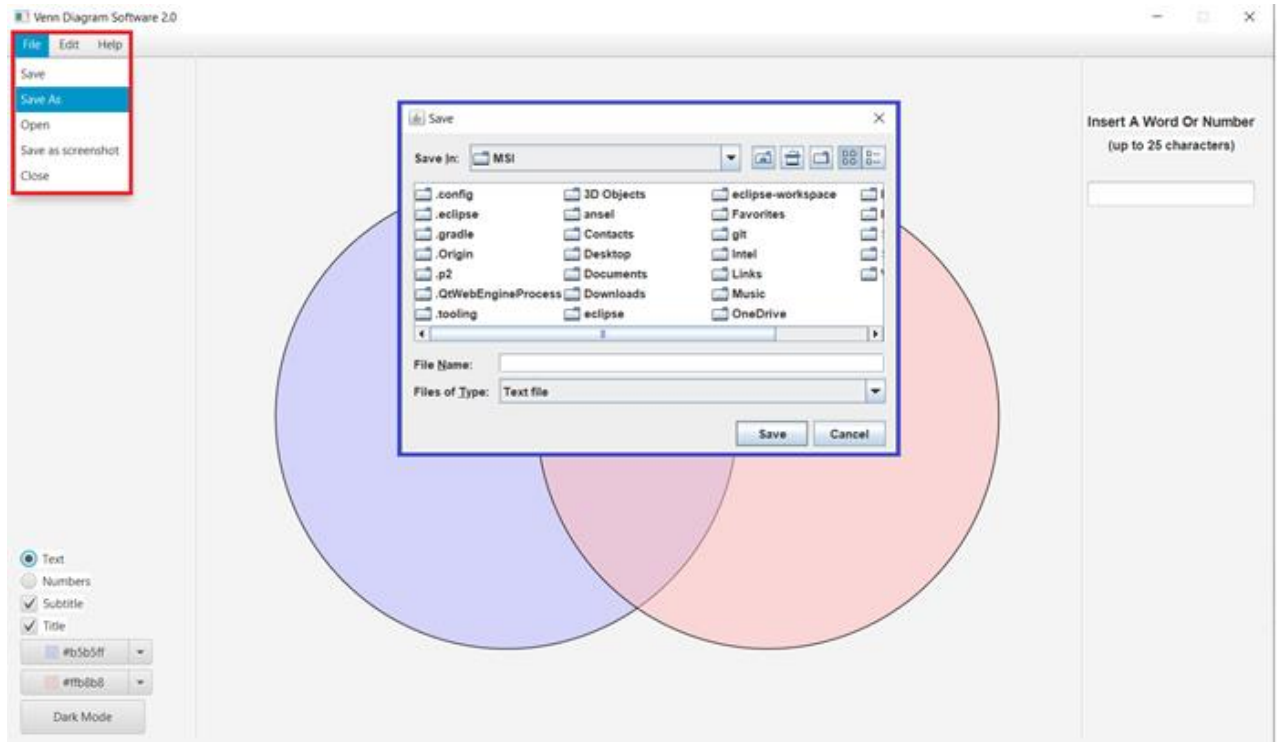 Venn Diagram Software 2.0
File Edit Help
Save
Save As
Open
Save as screenshot
Close
Save
Save In: MSI
.config 3D Objects eclipse-workspace
.eclipse ansel Favorites
.gradle Contacts git
.Origin Desktop Intel
.p2 Documents Links
.QtWebEngineProcess Downloads Music
.tooling eclipse OneDrive
File Name:
Files of Type: Text file
Save Cancel
Insert A Word Or Number
(up to 25 characters)
Text
Numbers
Subtitle
Title
#b5b5ff
#ffb8b8
Dark Mode